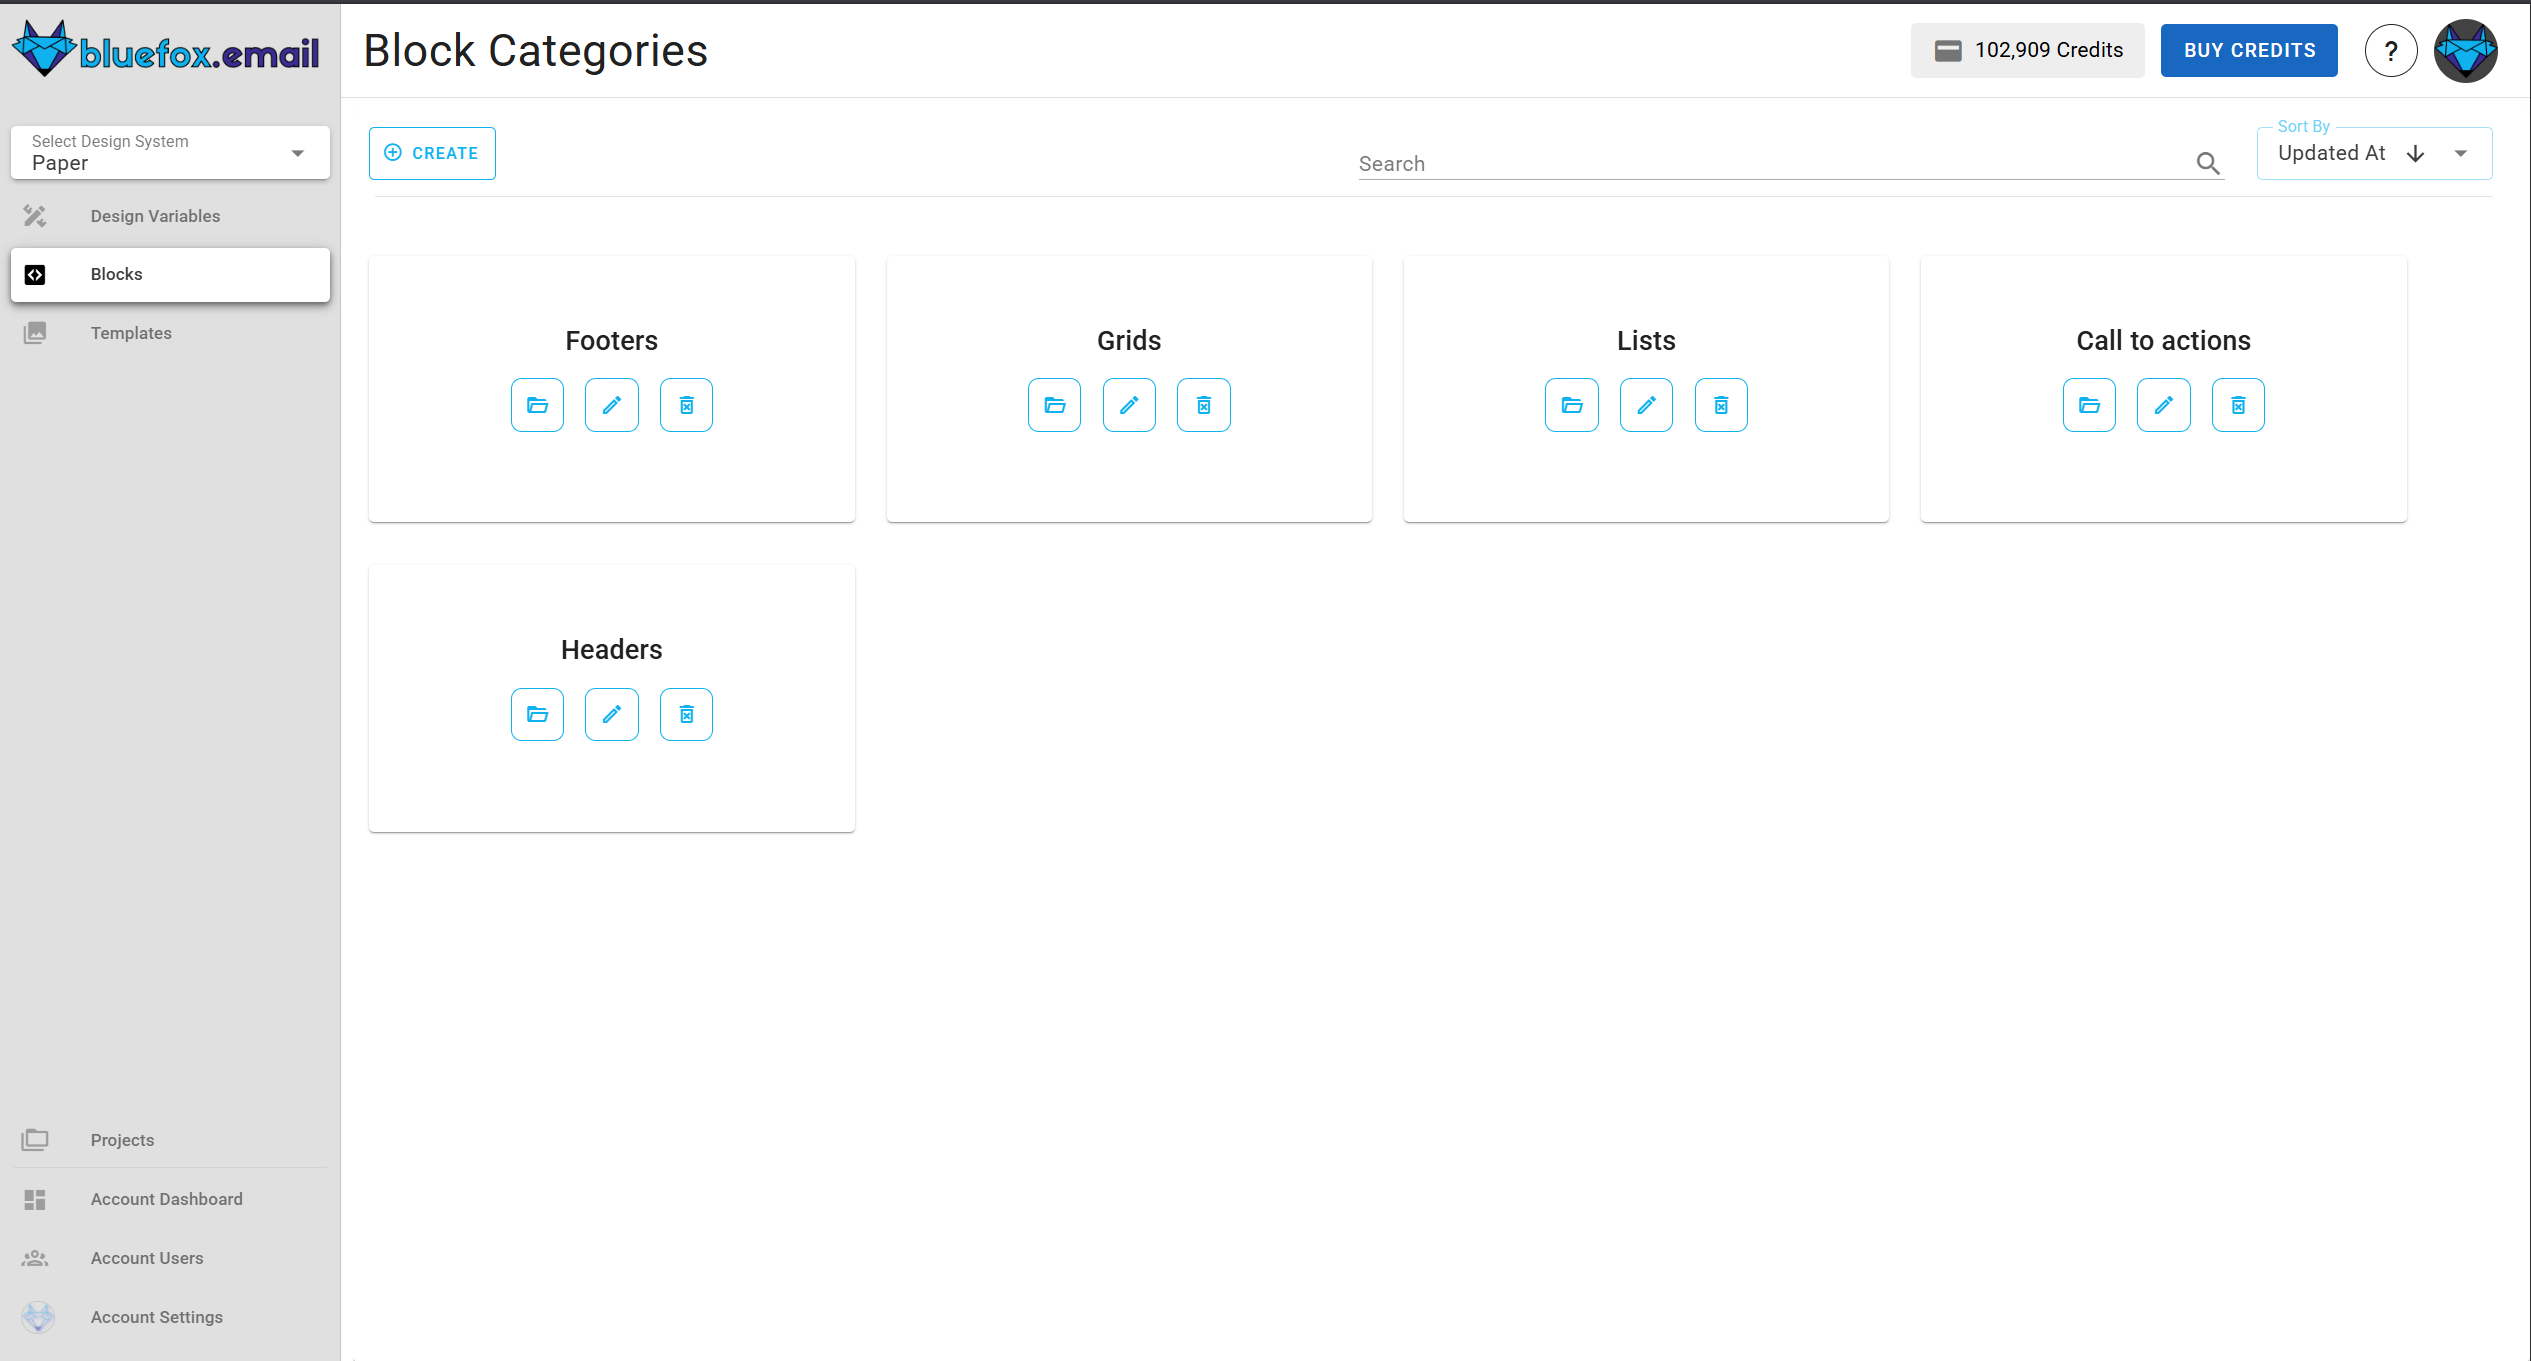 bluefox.email
Block Categories
102,909 Credits
BUY CREDITS
?
Select Design System
Paper
CREATE
Search
Sort By
Updated At
Design Variables
Blocks
Templates
Footers
Grids
Lists
Call to actions
Headers
Projects
Account Dashboard
Account Users
Account Settings